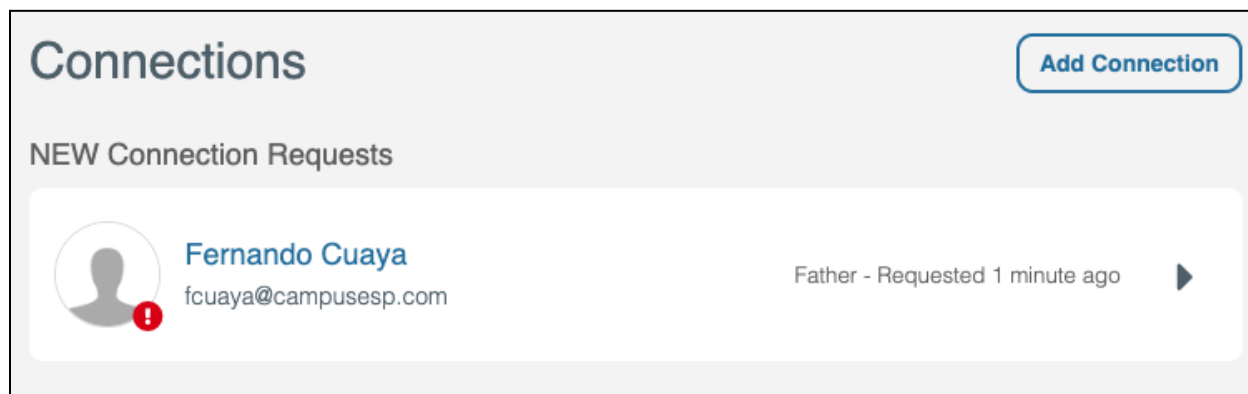 Connections
Add Connection
NEW Connection Requests
Fernando Cuaya
fcuaya@campusesp.com
Father - Requested 1 minute ago